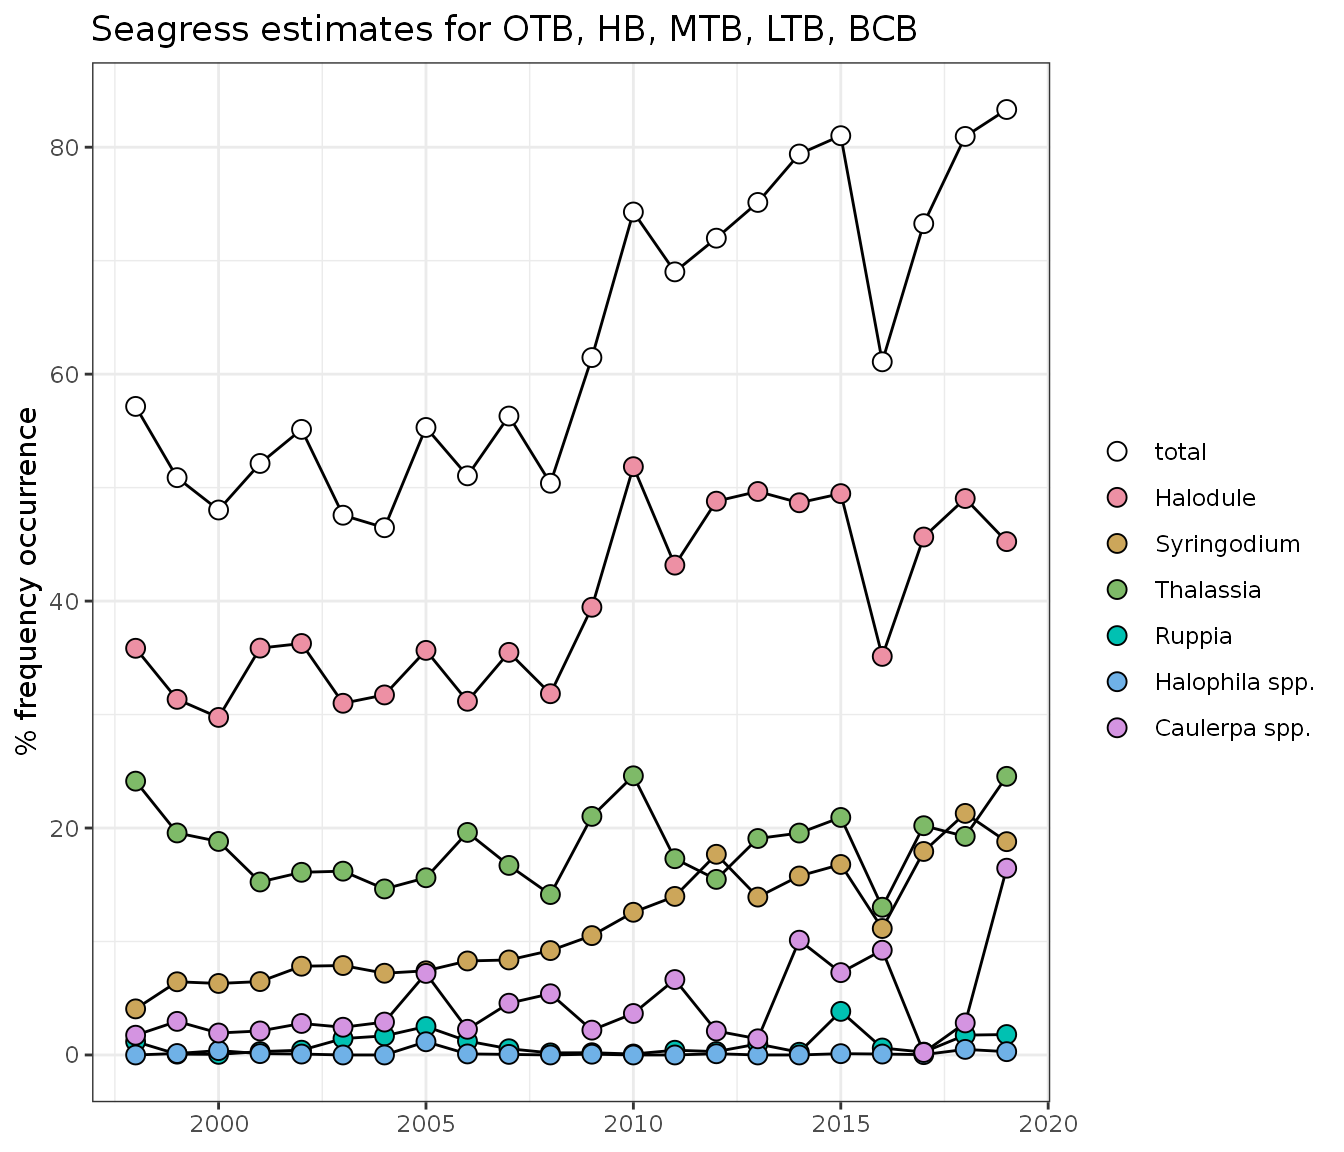 Seagress estimates for OTB, HB, MTB, LTB, BCB
% frequency occurrence
80
60
40
20
0
2000
2005
2010
2015
2020
total
Halodule
Syringodium
Thalassia
Ruppia
Halophila spp.
Caulerpa spp.